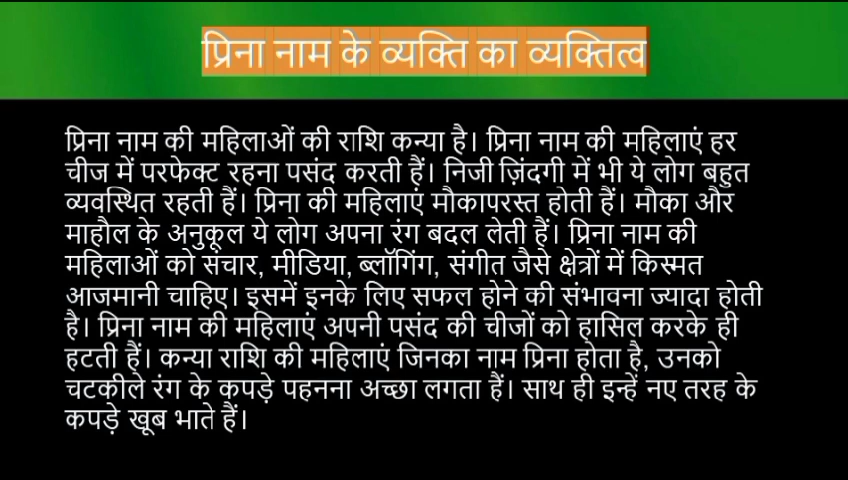 प्रिना नाम के व्यक्ति का व्यक्तित्व
प्रिना नाम की महिलाओं की राशि कन्या है। प्रिना नाम की महिलाएं हर
चीज में परफेक्ट रहना पसंद करती हैं। निजी ज़िंदगी में भी ये लोग बहुत
व्यवस्थित रहती हैं। प्रिना की महिलाएं मौकापरस्त होती हैं। मौका और
माहौल के अनुकूल ये लोग अपना रंग बदल लेती हैं। प्रिना नाम की
महिलाओं को संचार, मीडिया, ब्लॉगिंग, संगीत जैसे क्षेत्रों में किस्मत
आजमानी चाहिए। इसमें इनके लिए सफल होने की संभावना ज्यादा होती
है। प्रिना नाम की महिलाएं अपनी पसंद की चीजों को हासिल करके ही
हटती हैं। कन्या राशि की महिलाएं जिनका नाम प्रिना होता है, उनको
चटकीले रंग के कपड़े पहनना अच्छा लगता हैं। साथ ही इन्हें नए तरह के
कपड़े खूब भाते हैं।